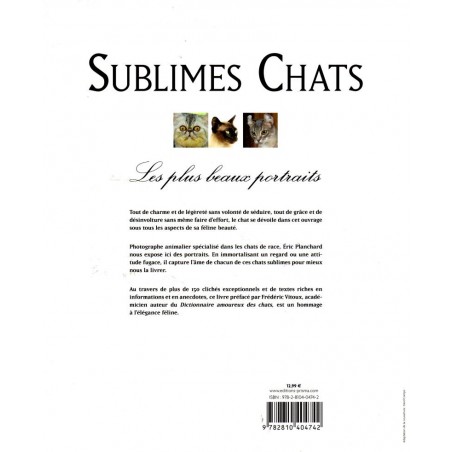 SUBLIMES CHATS
Les plus beaux portraits
Tout de charme et de légèreté sans volonté de séduire, tout de grâce et de
désinvolture sans même faire d'effort, le chat se dévoile dans cet ouvrage
sous tous les aspects de sa féline beauté.
Photographe animalier spécialisé dans les chats de race, Éric Planchard
nous expose ici des portraits. En immortalisant un regard ou une atti-
tude fugace, il capture l'âme de chacun de ces chats sublimes pour mieux
nous la livrer.
Au travers de plus de 150 clichés exceptionnels et de textes riches en
informations et en anecdotes, ce livre préfacé par Frédéric Vitoux, acadé-
micien auteur du Dictionnaire amoureux des chats, est un hommage
à l'élégance féline.
12,99 €
www.editions-prisma.com
ISBN : 978-2-8104-0474-2
9 782810 404742